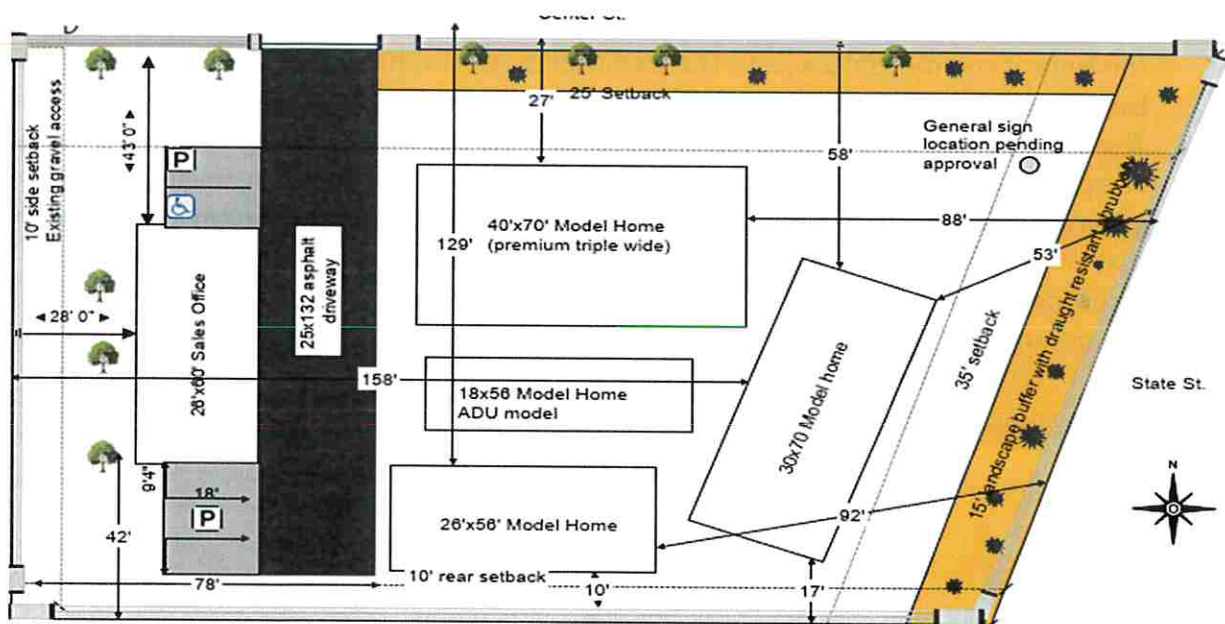 Center St.
25' Setback
27'
43' 0"
10' side setback
Existing gravel access
P
58'
General sign
location pending
approval
40'x70' Model Home
(premium triple wide)
129'
88'
53'
25x132 asphalt
driveway
28' 0"
26'x60' Sales Office
158'
18x56 Model Home
ADU model
30x70 Model home
35' setback
15' landscape buffer with draught resistant shrubbery
State St.
N
9'4"
18'
P
42'
26'x56' Model Home
92'
78'
10' rear setback
10'
17'